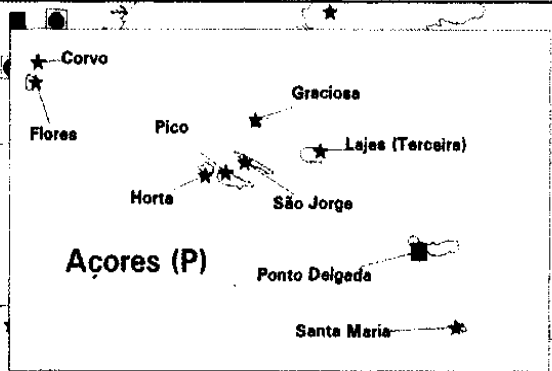 Corvo
Graciosa
Flores
Pico
Lajes (Terceira)
Horta
São Jorge
Açores (P)
Ponto Delgada
Santa Maria